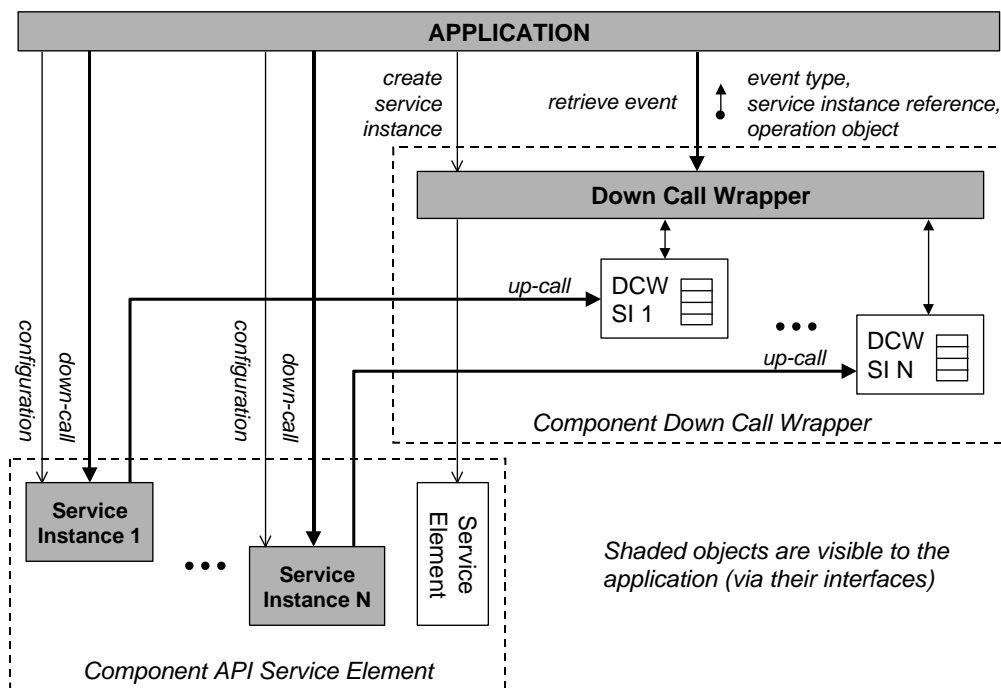 APPLICATION
create
service
instance
retrieve event
event type,
service instance reference,
operation object
Down Call Wrapper
up-call
DCW
SI 1
•••
up-call
DCW
SI N
Component Down Call Wrapper
configuration
down-call
configuration
down-call
Service
Instance 1
•••
Service
Instance N
Service
Element
Shaded objects are visible to the
application (via their interfaces)
Component API Service Element